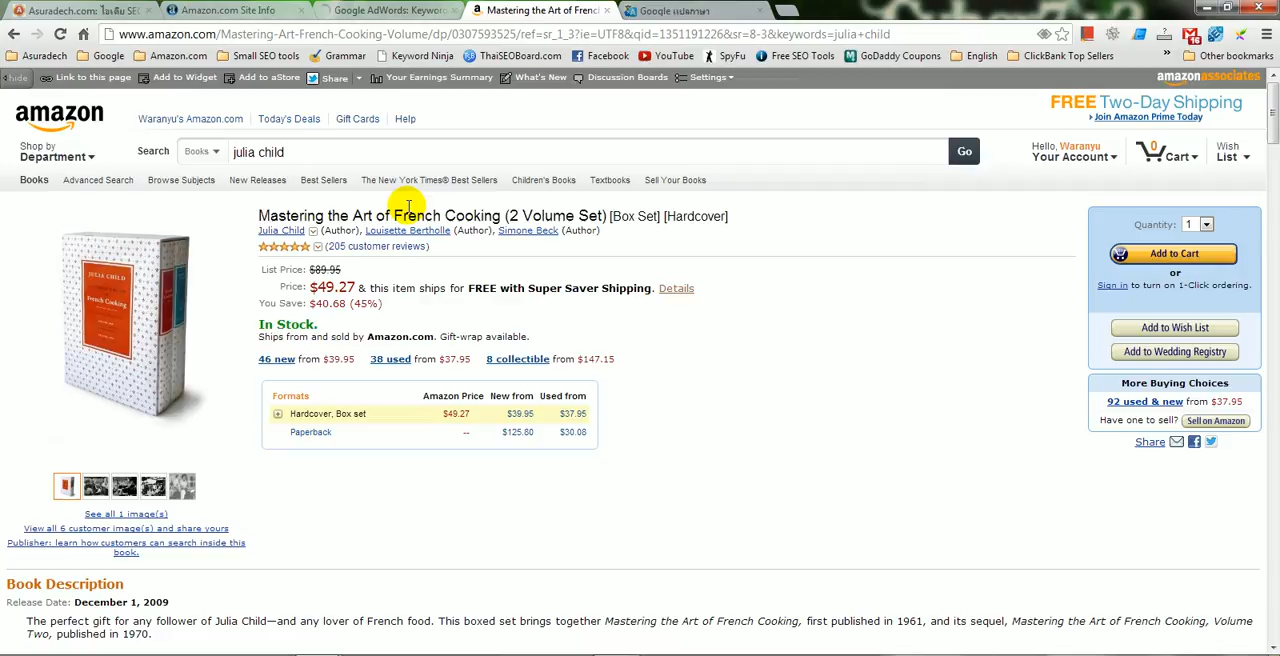 Asuradech.com: ไอเดีย SEO
Amazon.com Site Info
Google AdWords: Keyword
Mastering the Art of French
Google แปลภาษา
www.amazon.com/Mastering-Art-French-Cooking-Volume/dp/0307593525/ref=sr_1_3?ie=UTF8&qid=1351191226&sr=8-3&keywords=julia+child
16
Asuradech Google Amazon.com Small SEO tools Grammar Keyword Ninja ThaiSEOBoard.com Facebook YouTube SpyFu Free SEO Tools GoDaddy Coupons English ClickBank Top Sellers » Other bookmarks
hide Link to this page Add to Widget Add to aStore Share Your Earnings Summary What's New Discussion Boards Settings amazonassociates
amazon
FREE Two-Day Shipping
Join Amazon Prime Today
Waranyu's Amazon.com Today's Deals Gift Cards Help
Shop by
Department
Search Books julia child Go
Hello, Waranyu
Your Account
0
Cart
Wish
List
Books Advanced Search Browse Subjects New Releases Best Sellers The New York Times® Best Sellers Children's Books Textbooks Sell Your Books
Mastering the Art of French Cooking (2 Volume Set) [Box Set] [Hardcover]
Julia Child (Author), Louisette Bertholle (Author), Simone Beck (Author)
(205 customer reviews)
List Price: $89.95
Price: $49.27 & this item ships for FREE with Super Saver Shipping. Details
You Save: $40.68 (45%)
In Stock.
Ships from and sold by Amazon.com. Gift-wrap available.
46 new from $39.95 38 used from $37.95 8 collectible from $147.15
Formats Amazon Price New from Used from
Hardcover, Box set $49.27 $39.95 $37.95
Paperback -- $125.80 $30.08
Quantity: 1
Add to Cart
or
Sign in to turn on 1-Click ordering.
Add to Wish List
Add to Wedding Registry
More Buying Choices
92 used & new from $37.95
Have one to sell? Sell on Amazon
Share
JULIA CHILD
French Cooking
See all 1 image(s)
View all 6 customer image(s) and share yours
Publisher: learn how customers can search inside this
book.
Book Description
Release Date: December 1, 2009
The perfect gift for any follower of Julia Child—and any lover of French food. This boxed set brings together Mastering the Art of French Cooking, first published in 1961, and its sequel, Mastering the Art of French Cooking, Volume
Two, published in 1970.